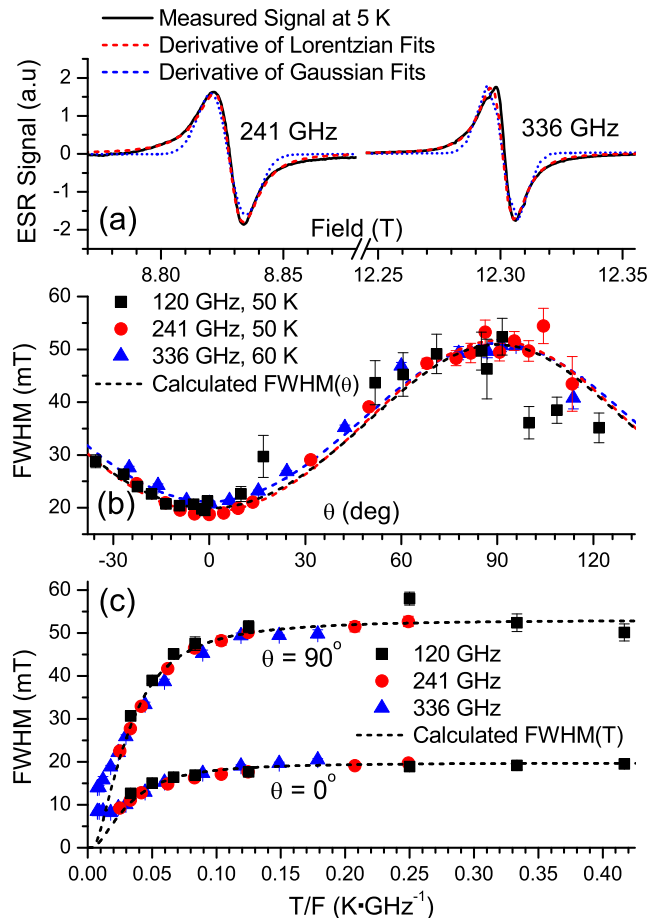 Measured Signal at 5 K
Derivative of Lorentzian Fits
Derivative of Gaussian Fits
ESR Signal (a.u)
2
1
0
-1
-2
241 GHz
336 GHz
(a)
Field (T)
8.80 8.85 12.25 12.30 12.35
FWHM (mT)
60
50
40
30
20
120 GHz, 50 K
241 GHz, 50 K
336 GHz, 60 K
Calculated FWHM(θ)
(b)
θ (deg)
-30 0 30 60 90 120
FWHM (mT)
60
50
40
30
20
10
0
(c)
θ = 90°
120 GHz
241 GHz
336 GHz
Calculated FWHM(T)
θ = 0°
0.00 0.05 0.10 0.15 0.20 0.25 0.30 0.35 0.40
T/F (K·GHz⁻¹)